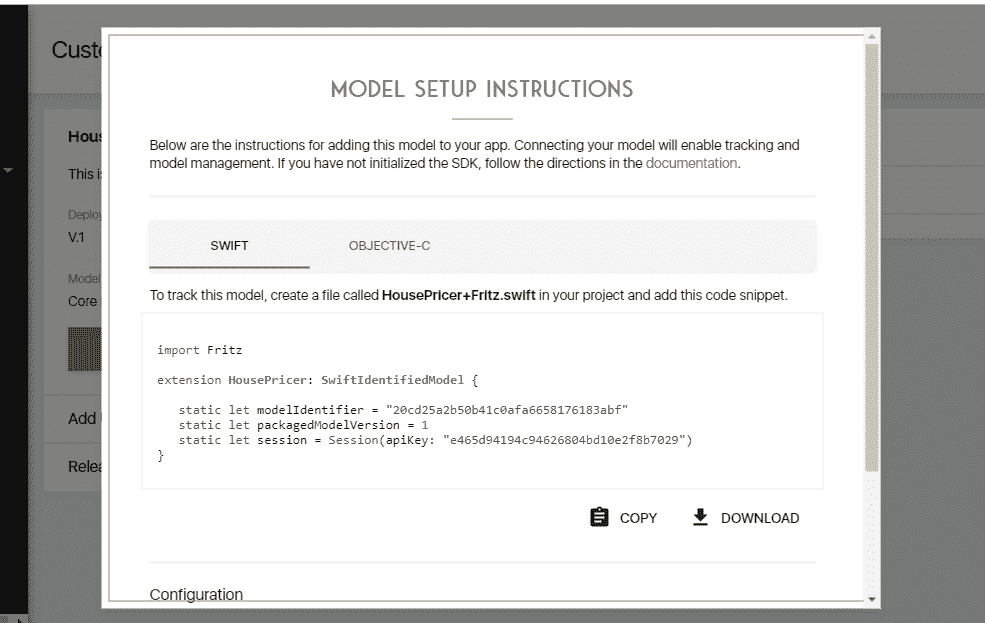 Custo
MODEL SETUP INSTRUCTIONS
Below are the instructions for adding this model to your app. Connecting your model will enable tracking and
model management. If you have not initialized the SDK, follow the directions in the documentation.
Hous
This is
Deploy
V.1
Model
Core
Add
Relea
SWIFT OBJECTIVE-C
To track this model, create a file called HousePricer+Fritz.swift in your project and add this code snippet.
import Fritz
extension HousePricer: SwiftIdentifiedModel {
static let modelIdentifier = "20cd25a2b50b41c0afa6658176183abf"
static let packagedModelVersion = 1
static let session = Session(apiKey: "e465d94194c94626804bd10e2f8b7029")
}
COPY DOWNLOAD
Configuration